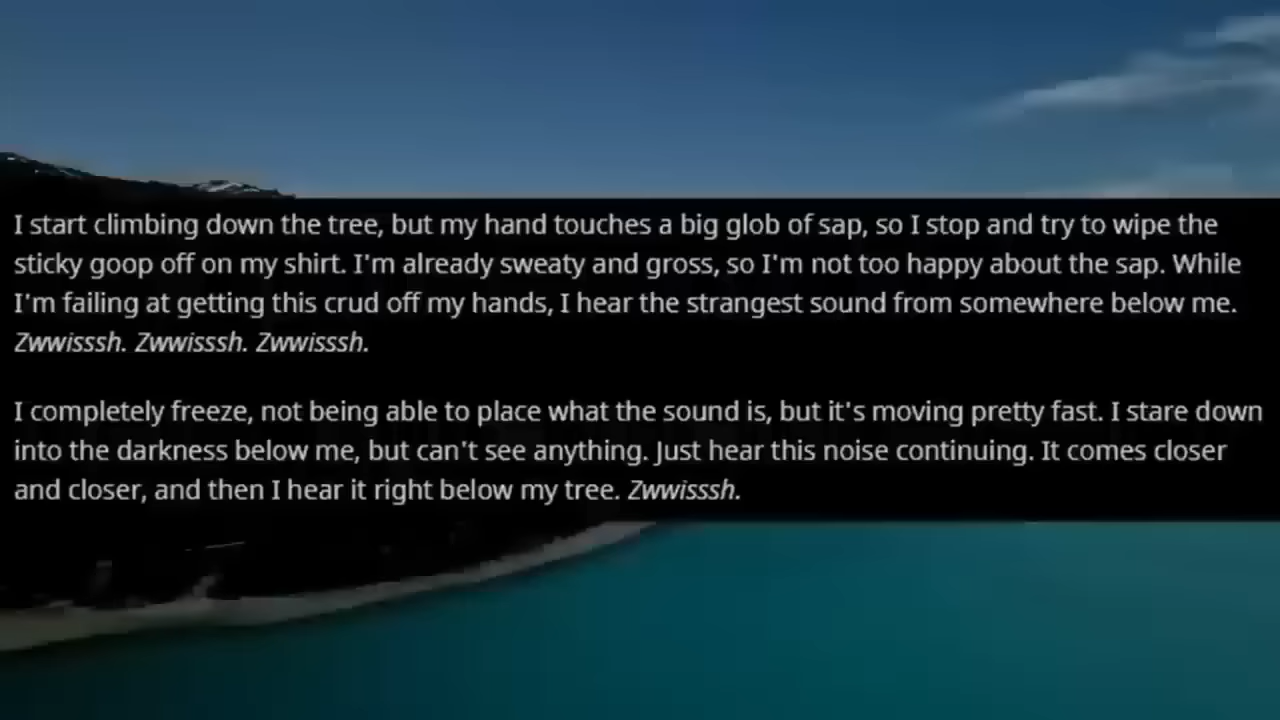 I start climbing down the tree, but my hand touches a big glob of sap, so I stop and try to wipe the
sticky goop off on my shirt. I'm already sweaty and gross, so I'm not too happy about the sap. While
I'm failing at getting this crud off my hands, I hear the strangest sound from somewhere below me.
Zwwisssh. Zwwisssh. Zwwisssh.
I completely freeze, not being able to place what the sound is, but it's moving pretty fast. I stare down
into the darkness below me, but can't see anything. Just hear this noise continuing. It comes closer
and closer, and then I hear it right below my tree. Zwwisssh.